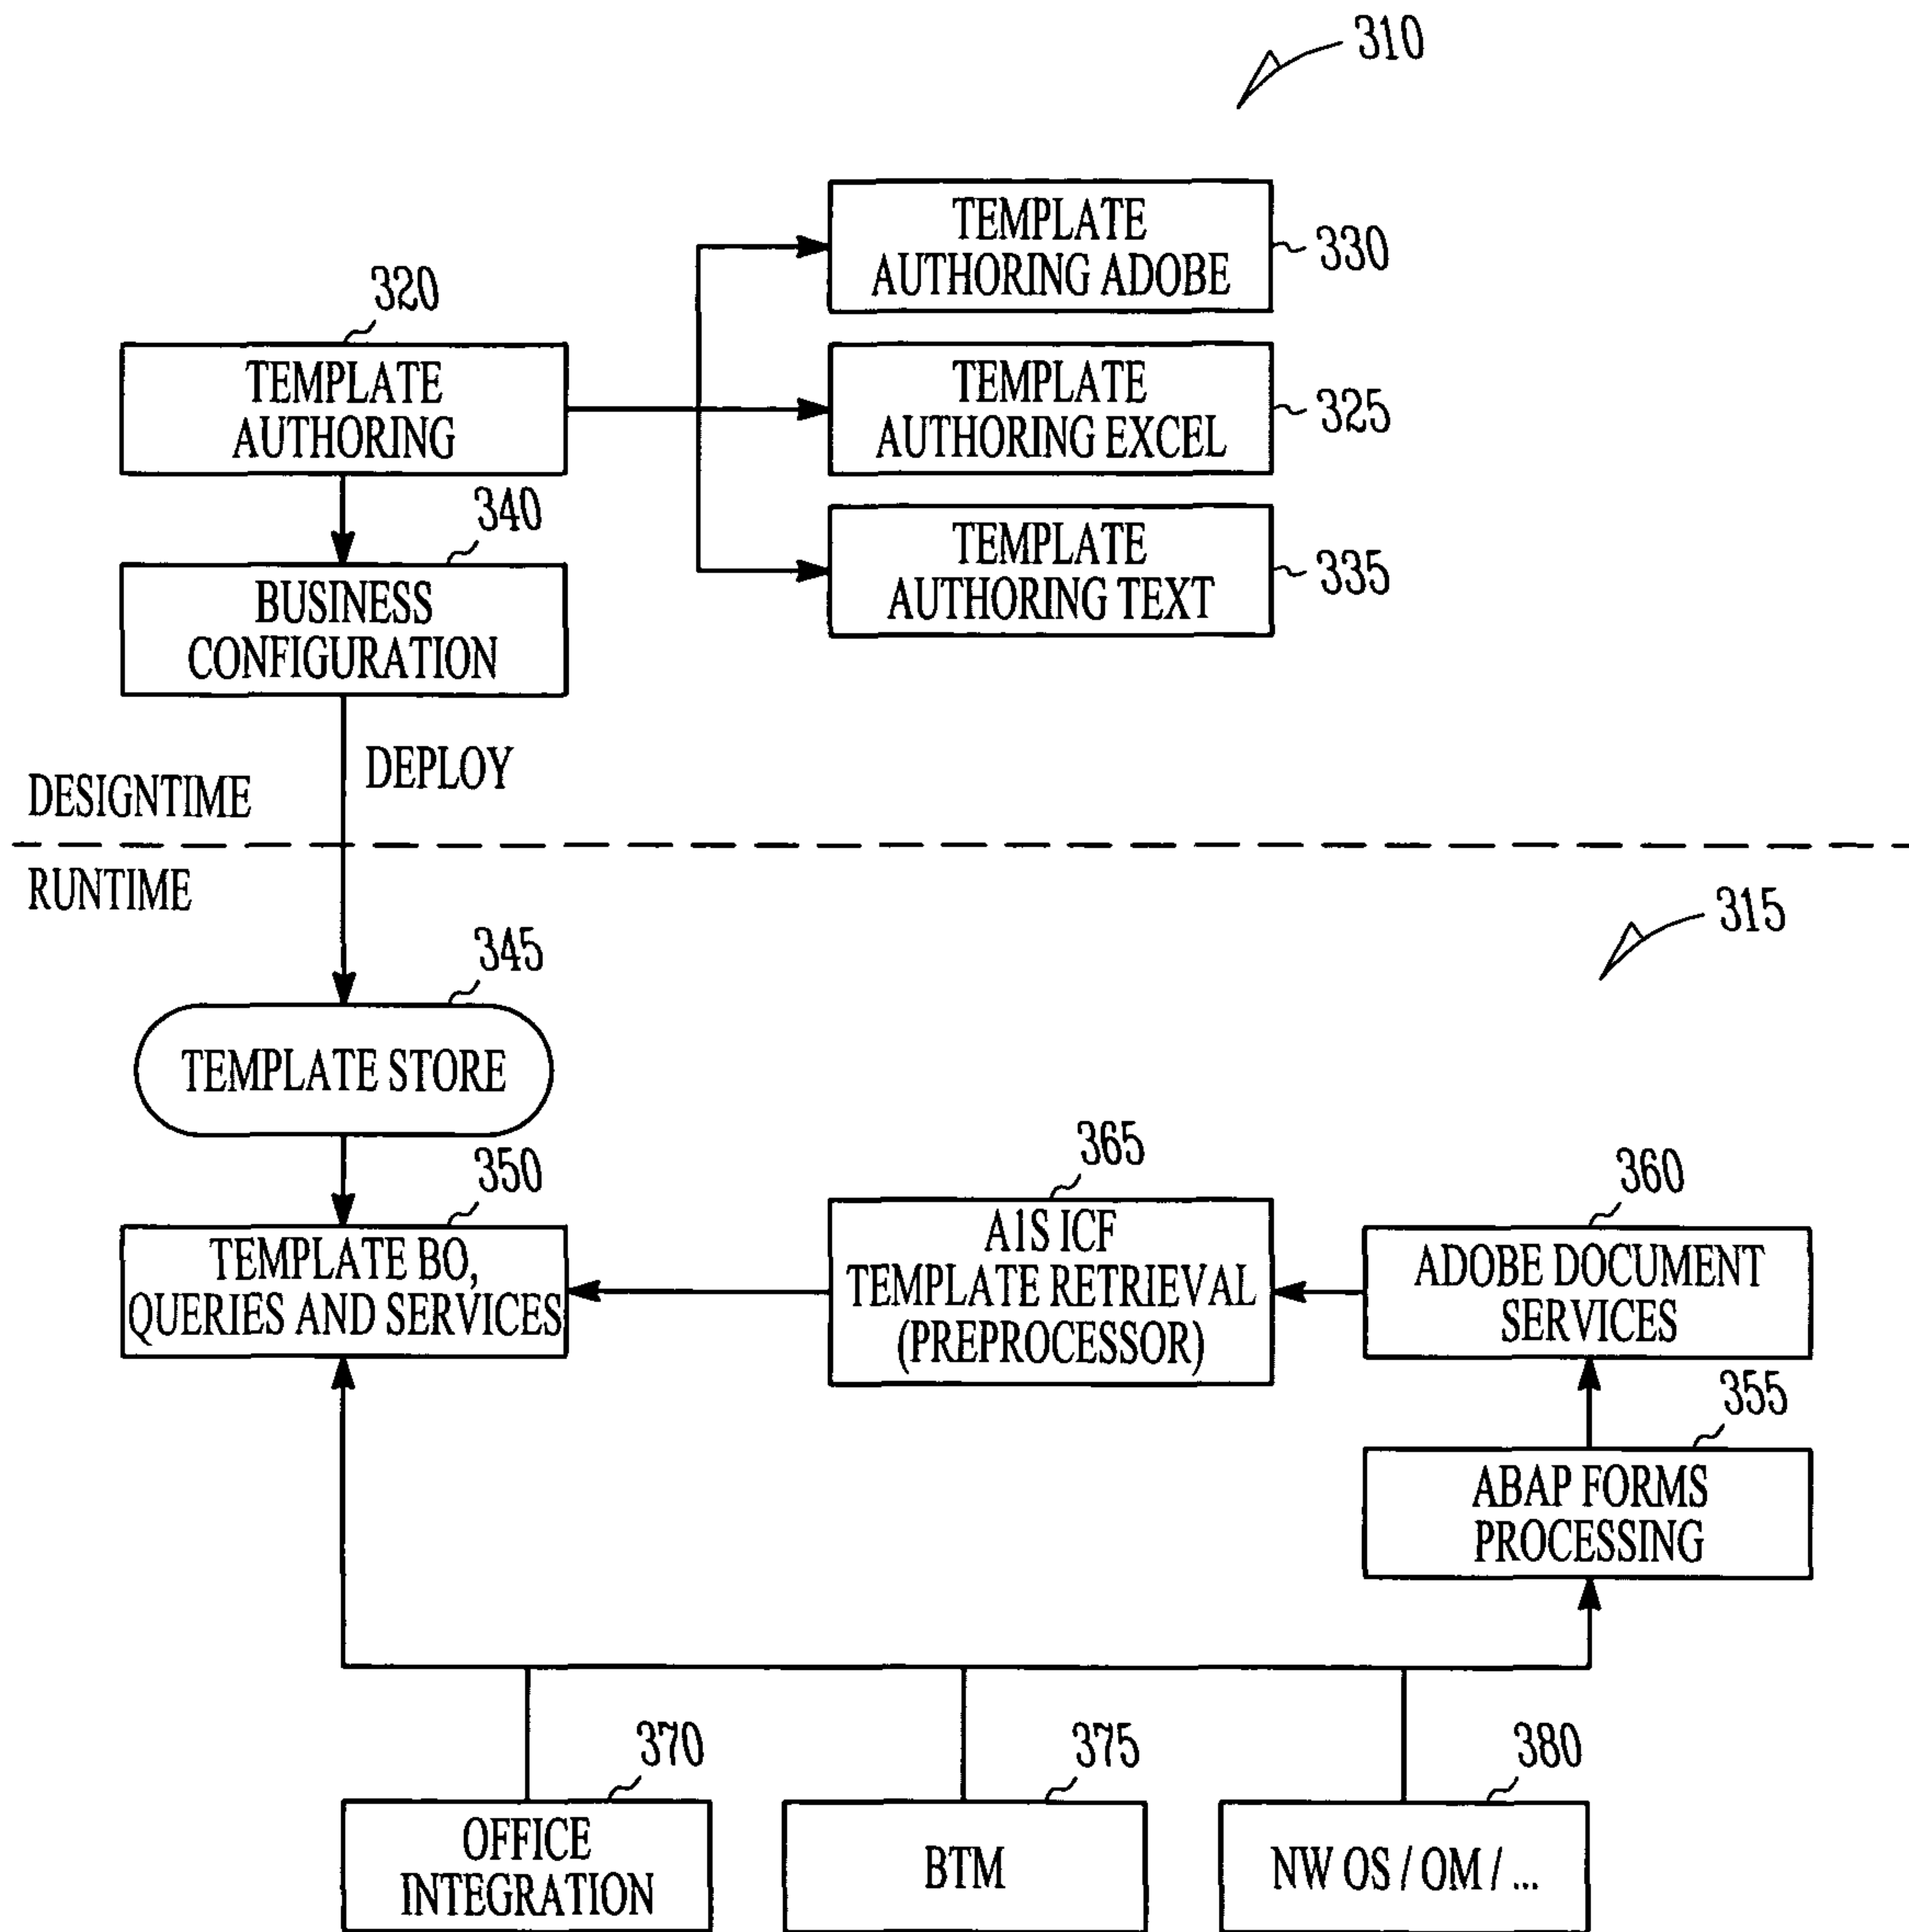 310
TEMPLATE
AUTHORING ADOBE
330
320
TEMPLATE
AUTHORING
TEMPLATE
AUTHORING EXCEL
325
340
BUSINESS
CONFIGURATION
TEMPLATE
AUTHORING TEXT
335
DEPLOY
DESIGNTIME
RUNTIME
315
345
TEMPLATE STORE
350
TEMPLATE BO,
QUERIES AND SERVICES
365
A1S ICF
TEMPLATE RETRIEVAL
(PREPROCESSOR)
360
ADOBE DOCUMENT
SERVICES
355
ABAP FORMS
PROCESSING
370
OFFICE
INTEGRATION
375
BTM
380
NW OS / OM / ...